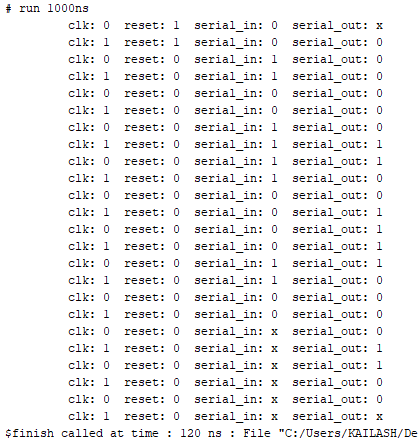 # run 1000ns
clk: 0 reset: 1 serial_in: 0 serial_out: x
clk: 1 reset: 1 serial_in: 0 serial_out: 0
clk: 0 reset: 0 serial_in: 1 serial_out: 0
clk: 1 reset: 0 serial_in: 1 serial_out: 0
clk: 0 reset: 0 serial_in: 0 serial_out: 0
clk: 1 reset: 0 serial_in: 0 serial_out: 0
clk: 0 reset: 0 serial_in: 1 serial_out: 0
clk: 1 reset: 0 serial_in: 1 serial_out: 1
clk: 0 reset: 0 serial_in: 1 serial_out: 1
clk: 1 reset: 0 serial_in: 1 serial_out: 0
clk: 0 reset: 0 serial_in: 0 serial_out: 0
clk: 1 reset: 0 serial_in: 0 serial_out: 1
clk: 0 reset: 0 serial_in: 0 serial_out: 1
clk: 1 reset: 0 serial_in: 0 serial_out: 1
clk: 0 reset: 0 serial_in: 1 serial_out: 1
clk: 1 reset: 0 serial_in: 1 serial_out: 0
clk: 0 reset: 0 serial_in: 0 serial_out: 0
clk: 1 reset: 0 serial_in: 0 serial_out: 0
clk: 0 reset: 0 serial_in: x serial_out: 0
clk: 1 reset: 0 serial_in: x serial_out: 1
clk: 0 reset: 0 serial_in: x serial_out: 1
clk: 1 reset: 0 serial_in: x serial_out: 0
clk: 0 reset: 0 serial_in: x serial_out: 0
clk: 1 reset: 0 serial_in: x serial_out: x
$finish called at time : 120 ns : File "C:/Users/KAILASH/De